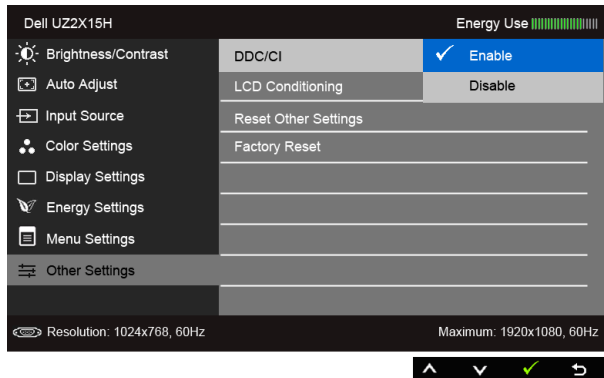 Dell UZ2X15H
Energy Use
Brightness/Contrast
Auto Adjust
Input Source
Color Settings
Display Settings
Energy Settings
Menu Settings
Other Settings
DDC/CI
LCD Conditioning
Reset Other Settings
Factory Reset
Enable
Disable
Resolution: 1024x768, 60Hz
Maximum: 1920x1080, 60Hz